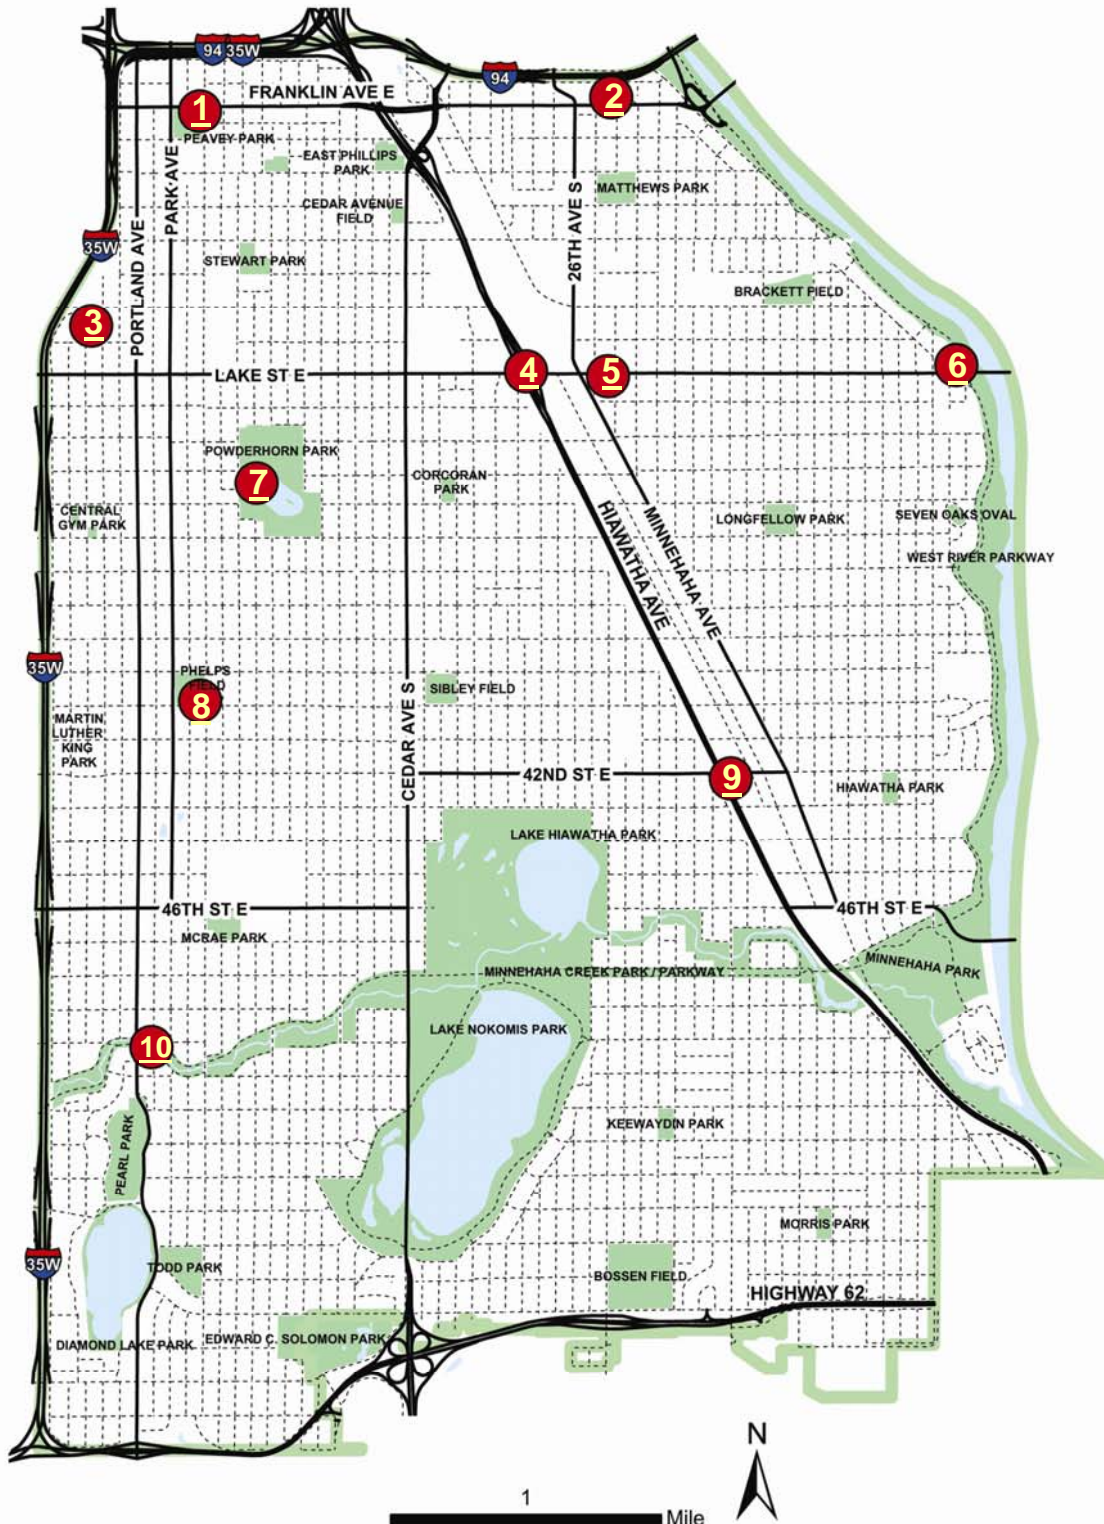 94 35W
94
FRANKLIN AVE E
1
2
PEAVEY PARK
EAST PHILLIPS
PARK
PARK AVE
MATTHEWS PARK
CEDAR AVENUE
FIELD
26TH AVE S
35W
PORTLAND AVE
STEWART PARK
BRACKETT FIELD
3
4
5
6
LAKE ST E
POWDERHORN PARK
7
CORCORAN
PARK
CENTRAL
GYM PARK
HIAWATHA AVE
MINNEHAHA AVE
LONGFELLOW PARK
SEVEN OAKS OVAL
WEST RIVER PARKWAY
35W
PHELPS
FIELD
8
SIBLEY FIELD
MARTIN
LUTHER
KING
PARK
CEDAR AVE S
42ND ST E
9
HIAWATHA PARK
LAKE HIAWATHA PARK
46TH ST E
46TH ST E
MCRAE PARK
MINNEHAHA CREEK PARK / PARKWAY
MINNEHAHA PARK
LAKE NOKOMIS PARK
10
PEARL PARK
KEEWAYDIN PARK
MORRIS PARK
35W
TODD PARK
BOSSEN FIELD
HIGHWAY 62
DIAMOND LAKE PARK
EDWARD C. SOLOMON PARK
N
1
Mile